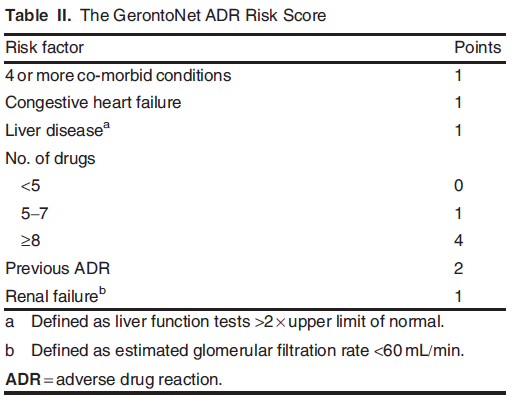 Table II. The GerontoNet ADR Risk Score
Risk factor Points
4 or more co-morbid conditions 1
Congestive heart failure 1
Liver diseaseᵃ 1
No. of drugs
<5 0
5–7 1
≥8 4
Previous ADR 2
Renal failureᵇ 1
a Defined as liver function tests >2×upper limit of normal.
b Defined as estimated glomerular filtration rate <60 mL/min.
ADR = adverse drug reaction.